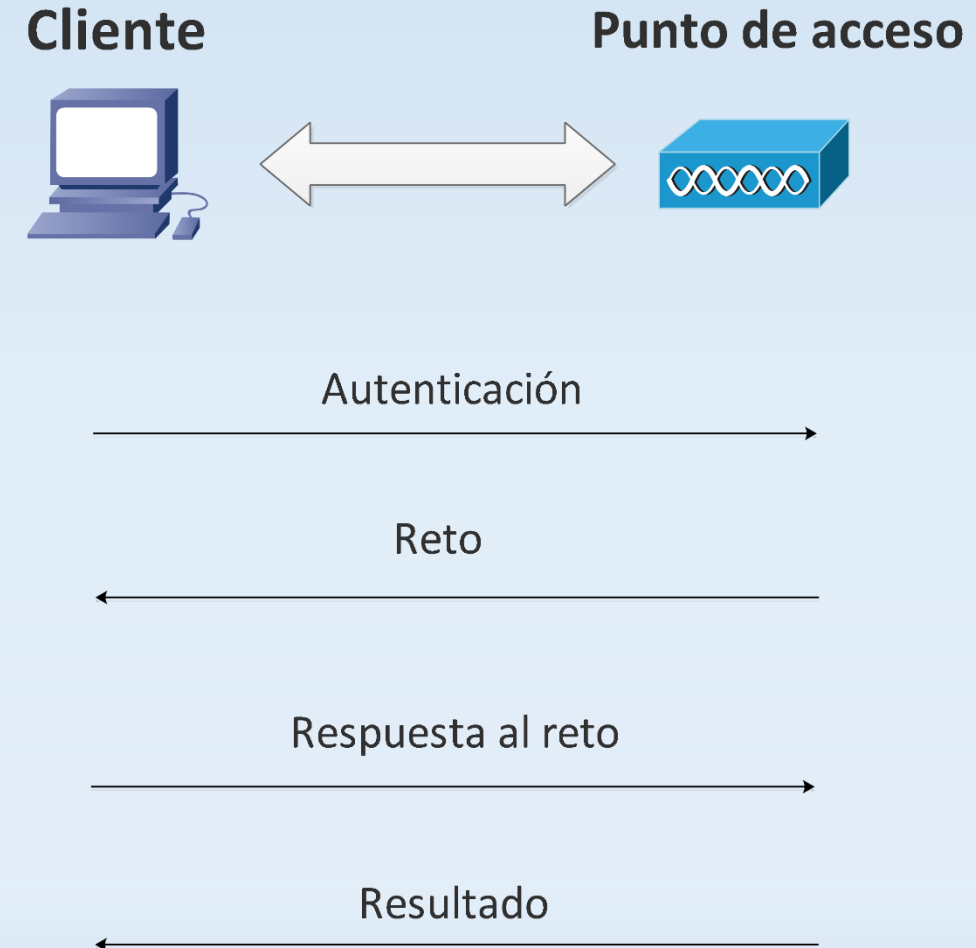 Cliente
Punto de acceso
Autenticación
Reto
Respuesta al reto
Resultado